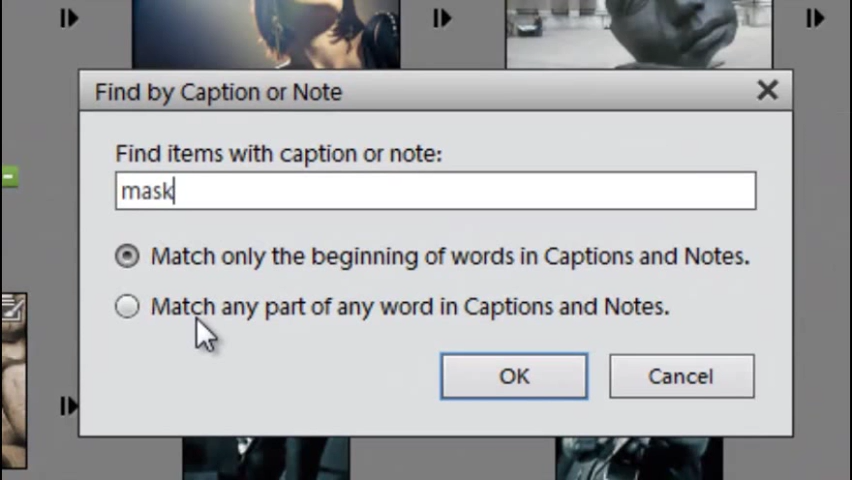 Find by Caption or Note
Find items with caption or note:
mask
Match only the beginning of words in Captions and Notes.
Match any part of any word in Captions and Notes.
OK Cancel